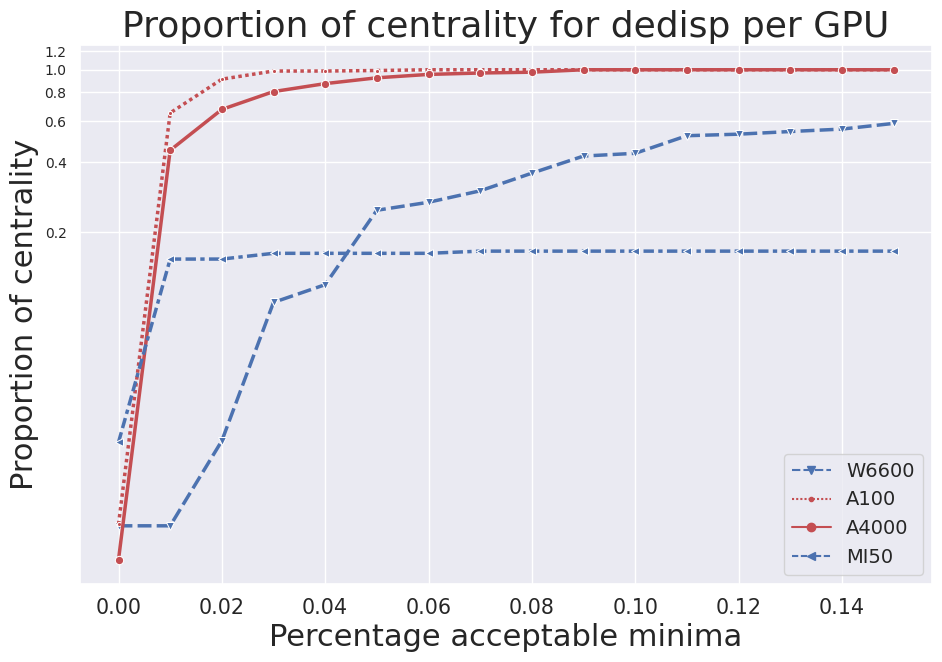 Proportion of centrality for dedisp per GPU
Proportion of centrality
1.2
1.0
0.8
0.6
0.4
0.2
0.00 0.02 0.04 0.06 0.08 0.10 0.12 0.14
Percentage acceptable minima
W6600
A100
A4000
MI50